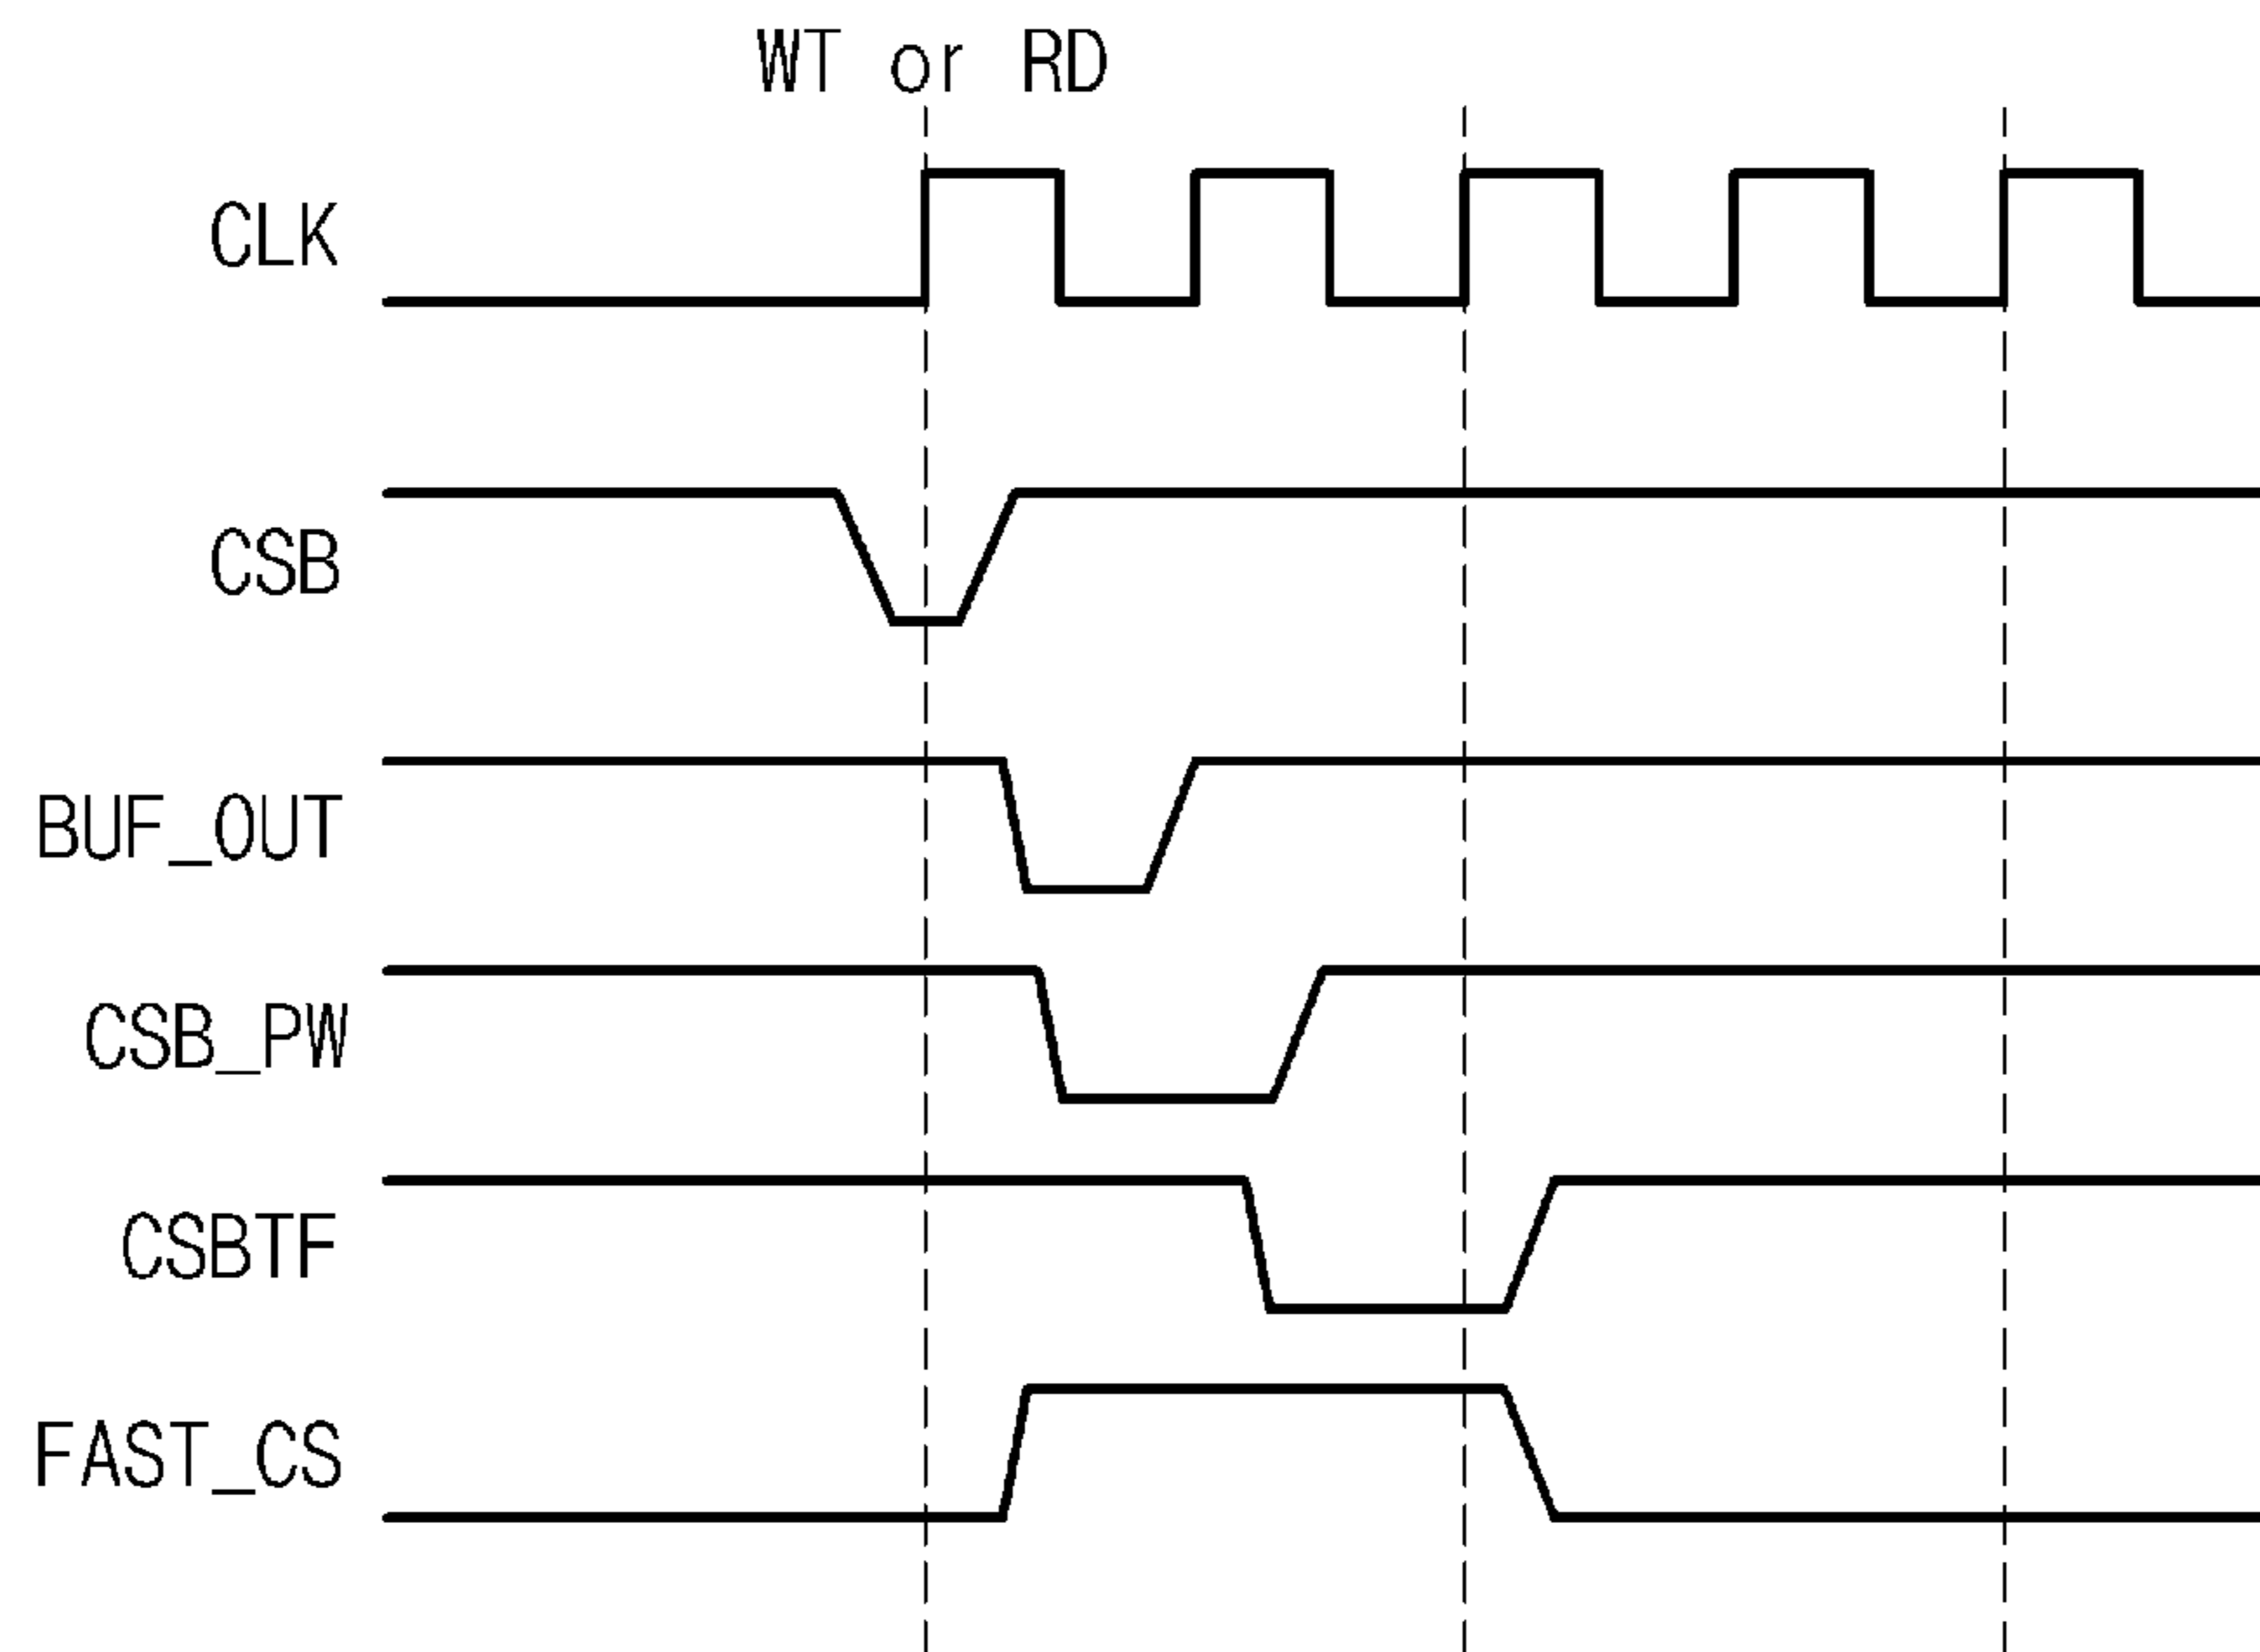 WT or RD
CLK
CSB
BUF_OUT
CSB_PW
CSBTF
FAST_CS